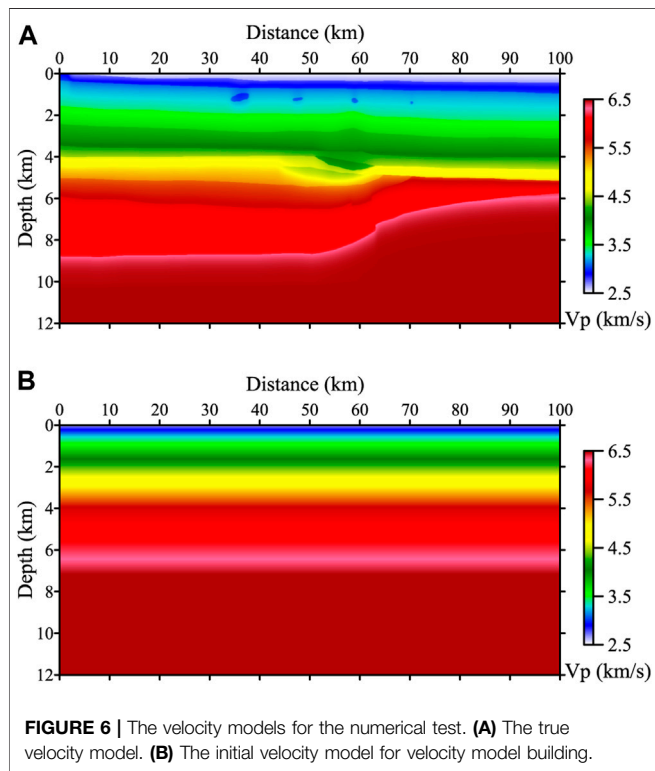 A
Distance (km)
0 10 20 30 40 50 60 70 80 90 100
0
2
4
6
8
10
12
Depth (km)
6.5
5.5
4.5
3.5
2.5
Vp (km/s)
B
Distance (km)
0 10 20 30 40 50 60 70 80 90 100
0
2
4
6
8
10
12
Depth (km)
6.5
5.5
4.5
3.5
2.5
Vp (km/s)
FIGURE 6 | The velocity models for the numerical test. (A) The true
velocity model. (B) The initial velocity model for velocity model building.